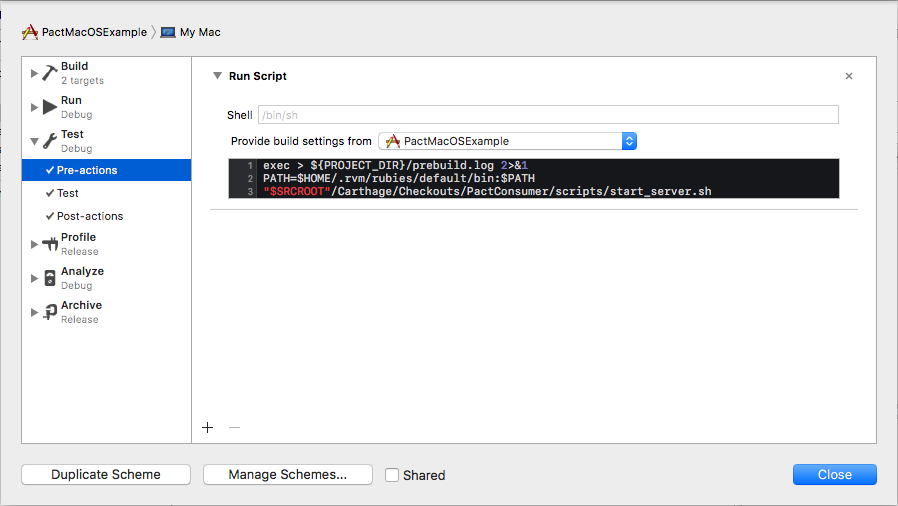 PactMacOSExample My Mac
Build
2 targets
Run
Debug
Test
Debug
Pre-actions
Test
Post-actions
Profile
Release
Analyze
Debug
Archive
Release
Run Script
Shell /bin/sh
Provide build settings from PactMacOSExample
1 exec > ${PROJECT_DIR}/prebuild.log 2>&1
2 PATH=$HOME/.rvm/rubies/default/bin:$PATH
3 "$SRCROOT"/Carthage/Checkouts/PactConsumer/scripts/start_server.sh
Duplicate Scheme Manage Schemes... Shared Close